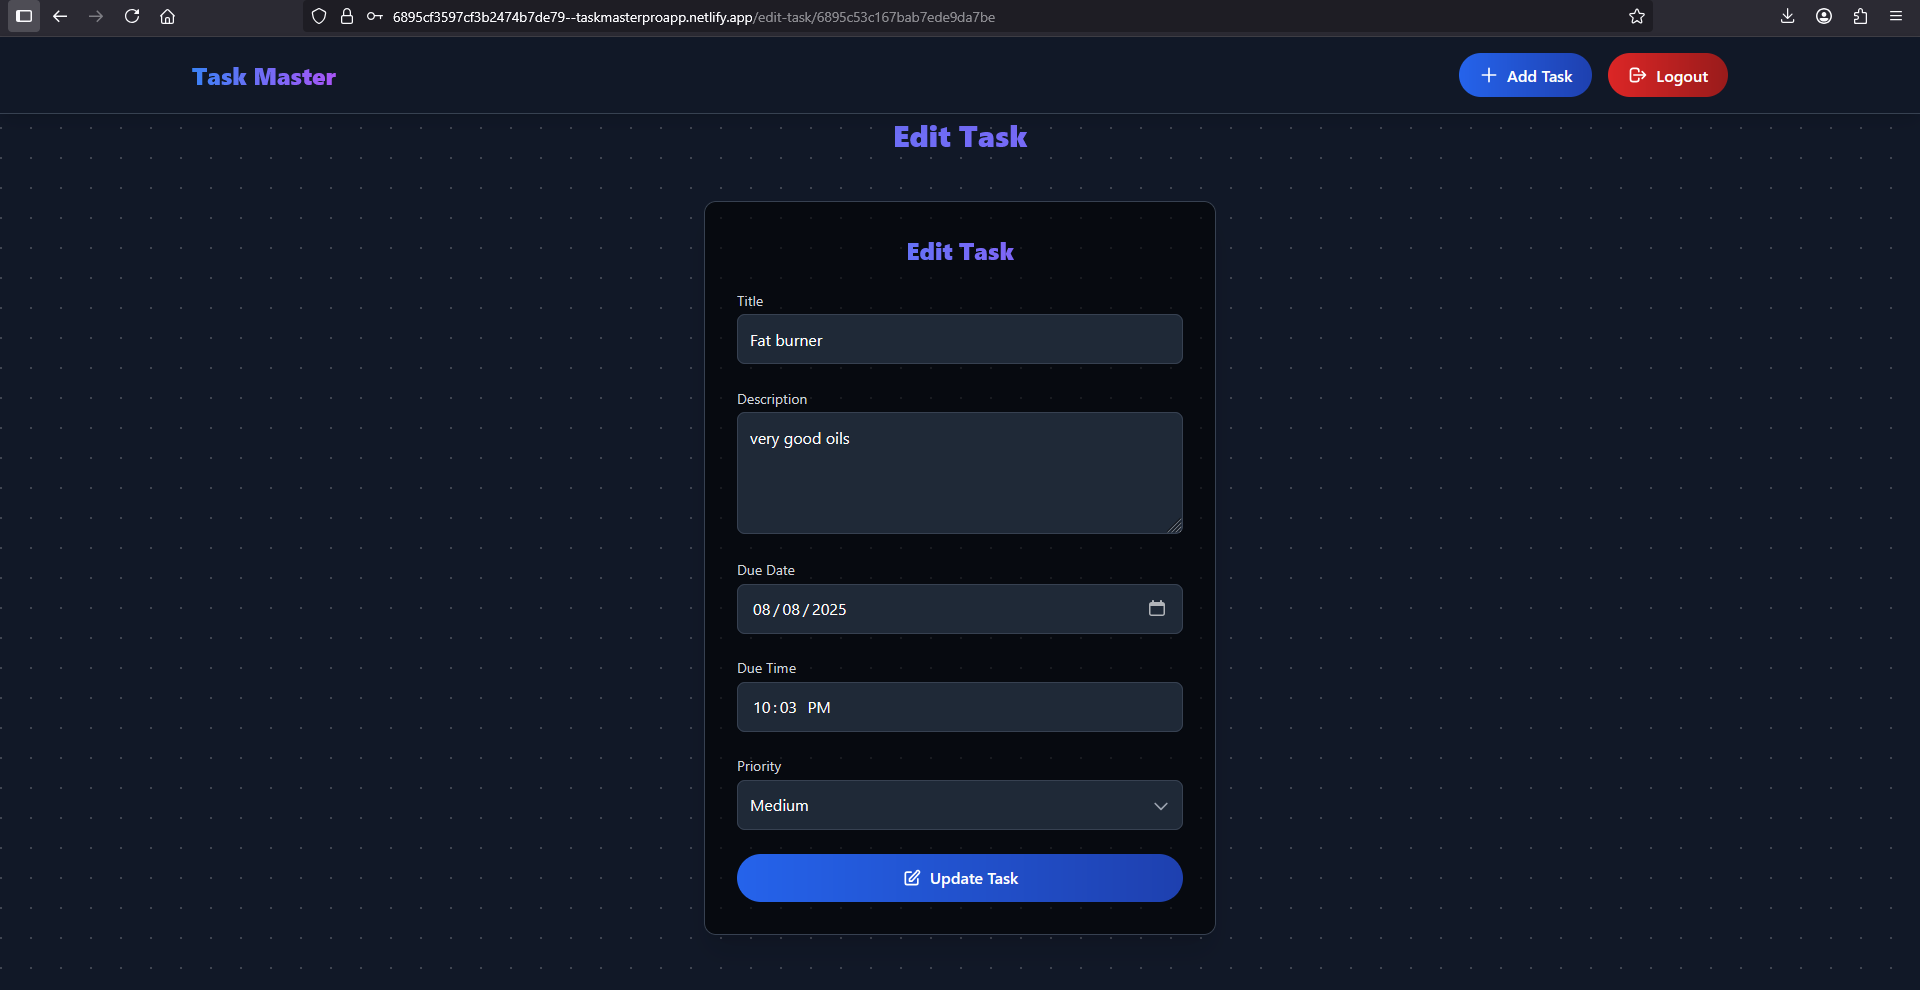 6895cf3597cf3b2474b7de79--taskmasterproapp.netlify.app/edit-task/6895c53c167bab7ede9da7be
Task Master
Add Task
Logout
Edit Task
Edit Task
Title
Fat burner
Description
very good oils
Due Date
08/08/2025
Due Time
10:03 PM
Priority
Medium
Update Task